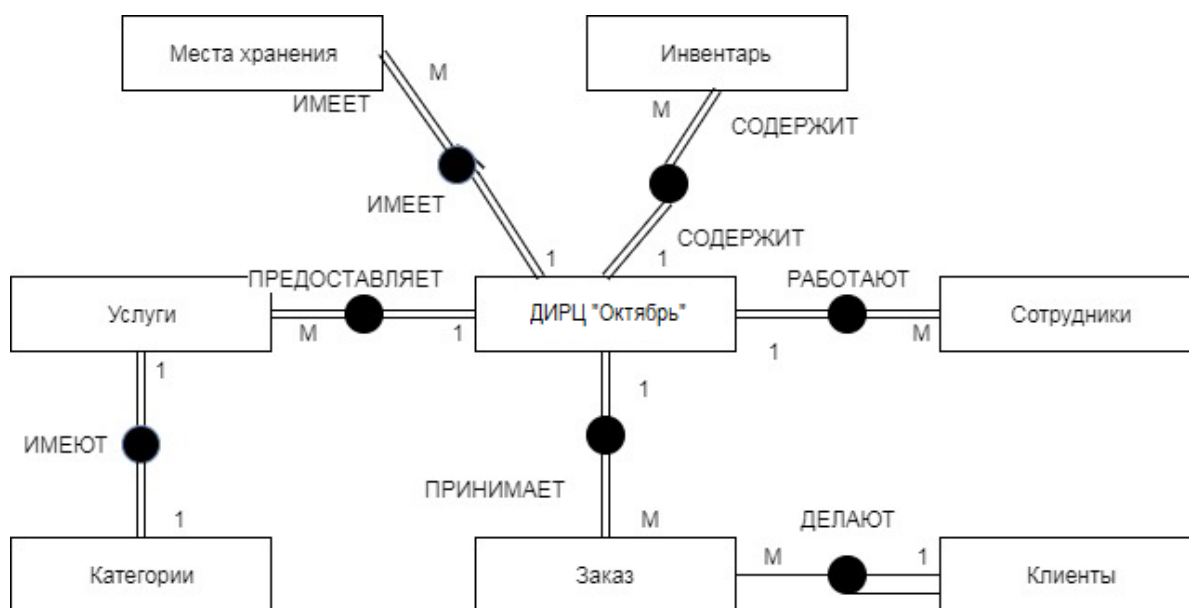 Места хранения
Инвентарь
М
ИМЕЕТ
М
СОДЕРЖИТ
ИМЕЕТ
СОДЕРЖИТ
1
1
ПРЕДОСТАВЛЯЕТ
РАБОТАЮТ
Услуги
ДИРЦ "Октябрь"
Сотрудники
М
1
1
М
1
1
ИМЕЮТ
ПРИНИМАЕТ
1
М
ДЕЛАЮТ
М
1
Категории
Заказ
Клиенты